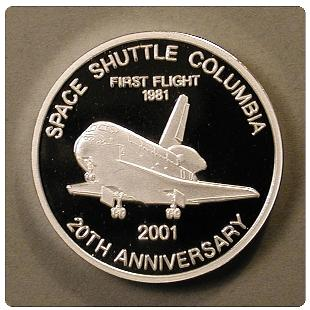 SPACE SHUTTLE COLUMBIA
FIRST FLIGHT
1981
2001
20TH ANNIVERSARY